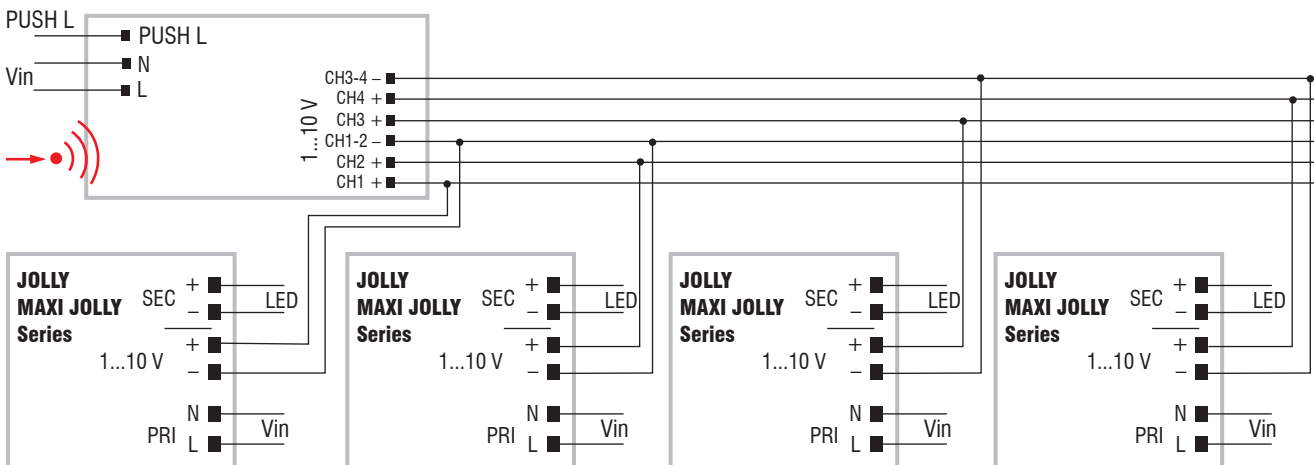 PUSH L
PUSH L
N
Vin
L
CH3-4 –
CH4 +
CH3 +
CH1-2 –
CH2 +
CH1 +
1...10 V
JOLLY
MAXI JOLLY
Series
SEC
+
–
LED
1...10 V
+
–
PRI
N
L
Vin
JOLLY
MAXI JOLLY
Series
SEC
+
–
LED
1...10 V
+
–
PRI
N
L
Vin
JOLLY
MAXI JOLLY
Series
SEC
+
–
LED
1...10 V
+
–
PRI
N
L
Vin
JOLLY
MAXI JOLLY
Series
SEC
+
–
LED
1...10 V
+
–
PRI
N
L
Vin